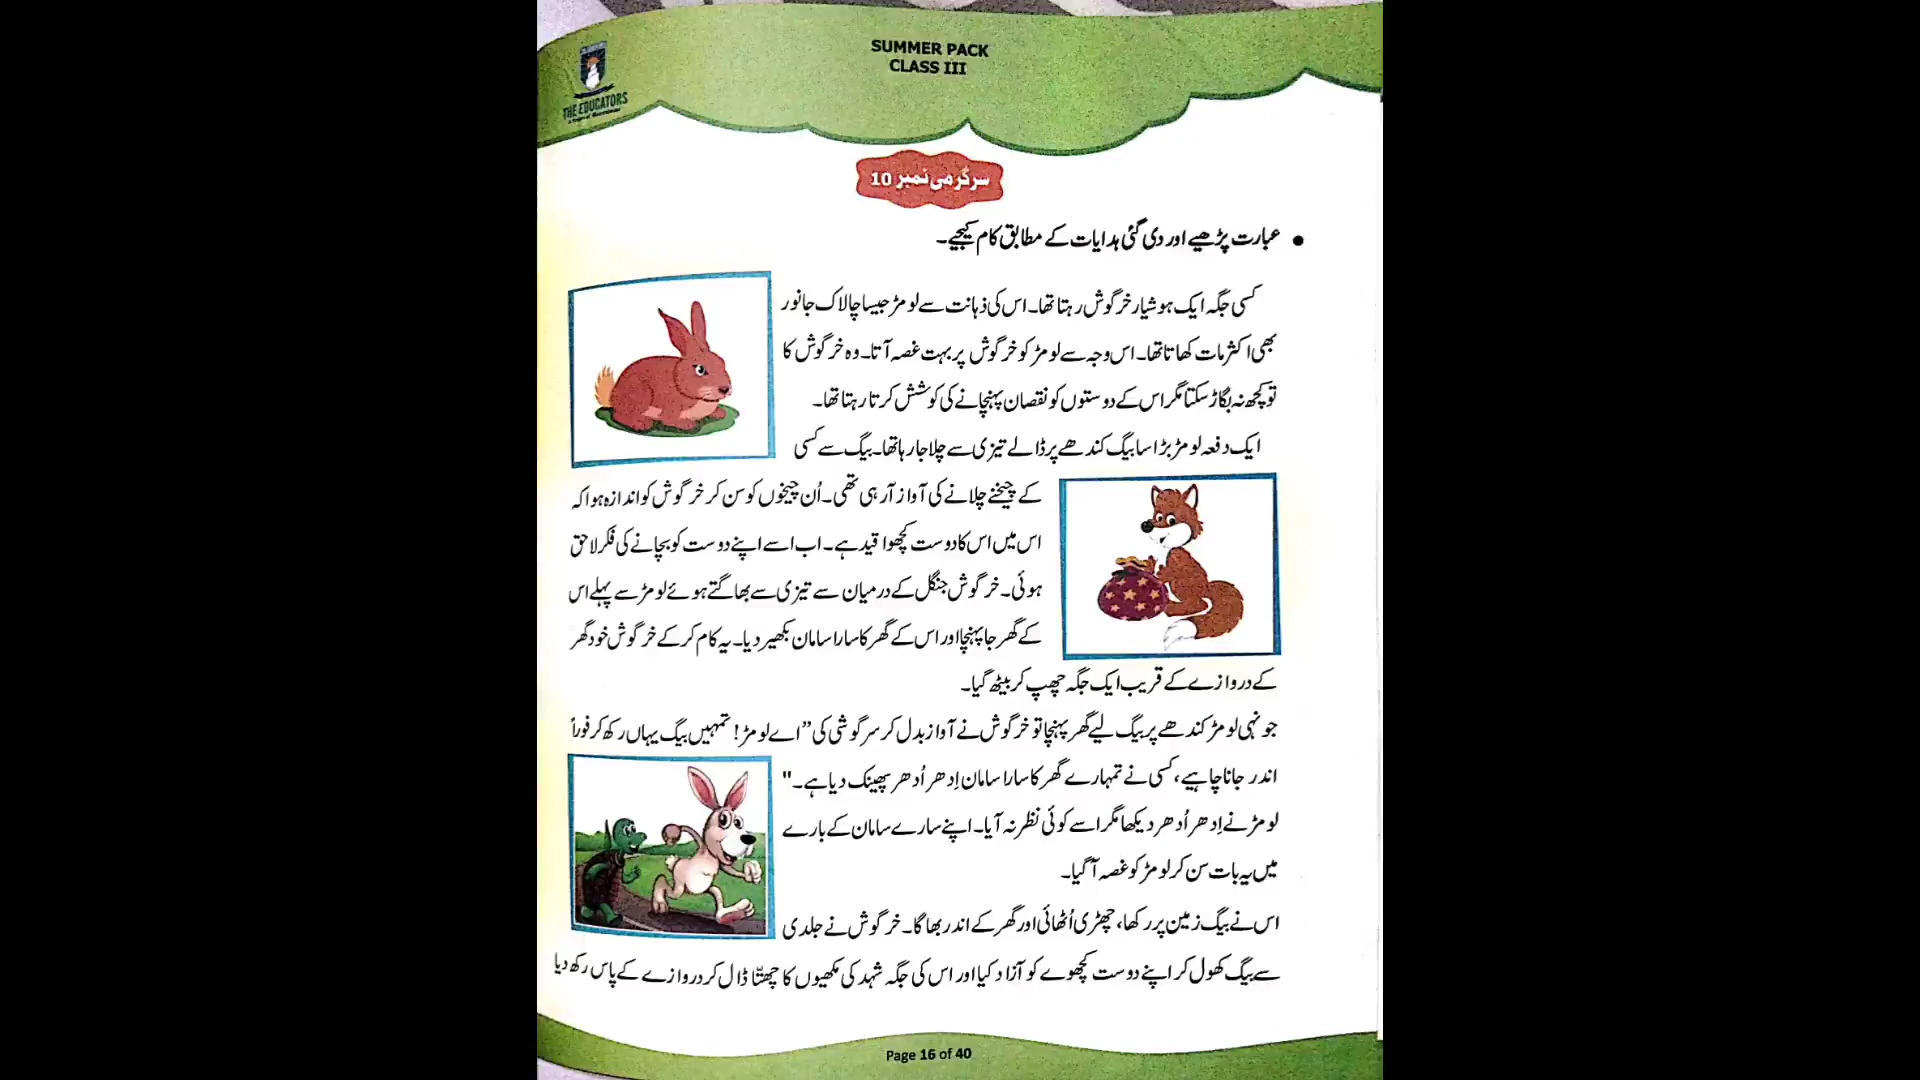 SUMMER PACK
CLASS III
THE EDUCATORS
سرگرمی نمبر 10
• عبارت پڑھیے اور دی گئی ہدایات کے مطابق کام کیجیے۔
کسی جگہ ایک ہوشیار خرگوش رہتا تھا۔ اس کی ذہانت سے لومڑ جیسا چالاک جانور
بھی اکثر مات کھاتا تھا۔ اس وجہ سے لومڑ کو خرگوش پر بہت غصہ آتا۔ وہ خرگوش کا
تو کچھ نہ بگاڑ سکتا مگر اس کے دوستوں کو نقصان پہنچانے کی کوشش کرتا رہتا تھا۔
ایک دفعہ لومڑ بڑا سا بیگ کندھے پر ڈالے تیزی سے چلا جا رہا تھا۔ بیگ سے کسی
کے چیخنے چلانے کی آواز آ رہی تھی۔ اُن چیخوں کو سن کر خرگوش کو اندازہ ہوا کہ
اس میں اس کا دوست کچھوا قید ہے۔ اب اسے اپنے دوست کو بچانے کی فکر لاحق
ہوئی۔ خرگوش جنگل کے درمیان سے تیزی سے بھاگتے ہوئے لومڑ سے پہلے اس
کے گھر جا پہنچا اور اس کے گھر کا سارا سامان بکھیر دیا۔ یہ کام کر کے خرگوش خود گھر
کے دروازے کے قریب ایک جگہ چھپ کر بیٹھ گیا۔
جونہی لومڑ کندھے پر بیگ لیے گھر پہنچا تو خرگوش نے آواز بدل کر سرگوشی کی ”اے لومڑ! تمہیں بیگ یہاں رکھ کر فوراً
اندر جانا چاہیے، کسی نے تمہارے گھر کا سارا سامان اِدھر اُدھر پھینک دیا ہے۔"
لومڑ نے اِدھر اُدھر دیکھا مگر اسے کوئی نظر نہ آیا۔ اپنے سارے سامان کے بارے
میں یہ بات سن کر لومڑ کو غصہ آ گیا۔
اس نے بیگ زمین پر رکھا، چھڑی اُٹھائی اور گھر کے اندر بھاگا۔ خرگوش نے جلدی
سے بیگ کھول کر اپنے دوست کچھوے کو آزاد کیا اور اس کی جگہ شہد کی مکھیوں کا چھتّا ڈال کر دروازے کے پاس رکھ دیا
Page 16 of 40